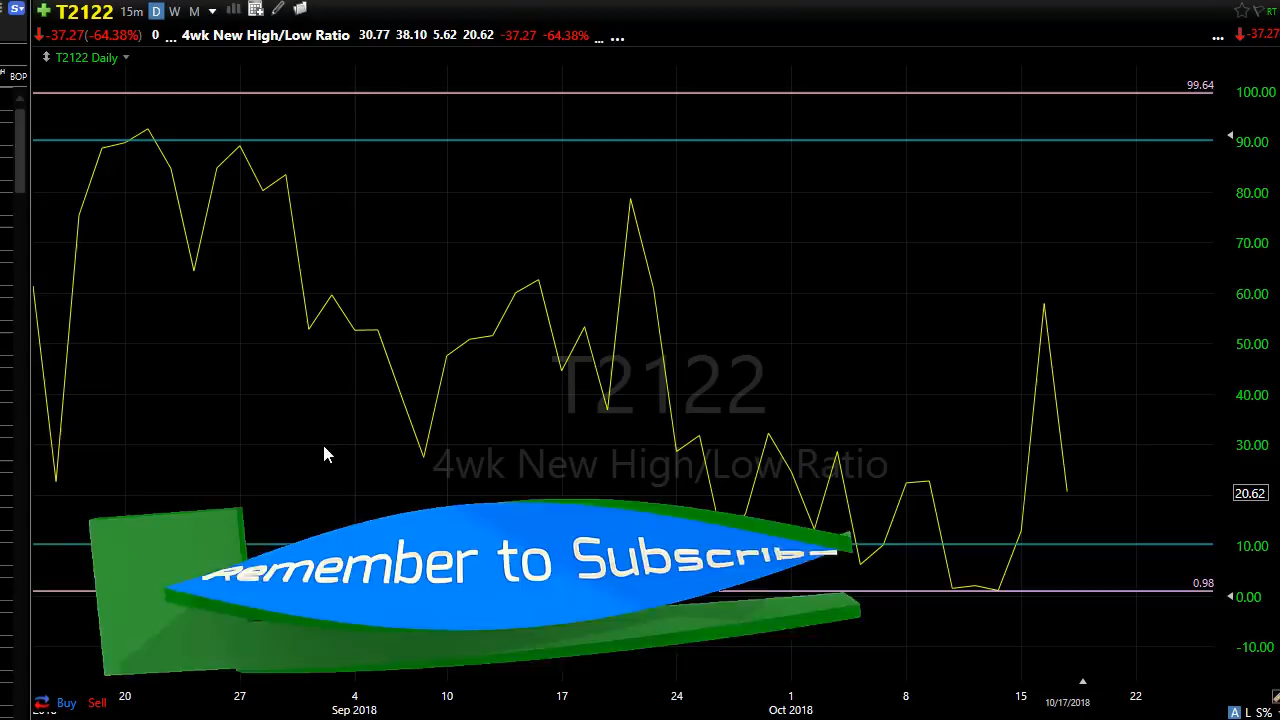 T2122 15m D W M
-37.27(-64.38%) 0 ... 4wk New High/Low Ratio 30.77 38.10 5.62 20.62 -37.27 -64.38% ... ... ... -37.27
RT
T2122 Daily
BOP
99.64
100.00
90.00
80.00
70.00
60.00
50.00
40.00
30.00
20.62
10.00
0.98
0.00
-10.00
T2122
4wk New High/Low Ratio
Remember to Subscribe
Buy Sell
20 27 4 10 17 24 1 8 15 22
Sep 2018 Oct 2018 10/17/2018
A L S%